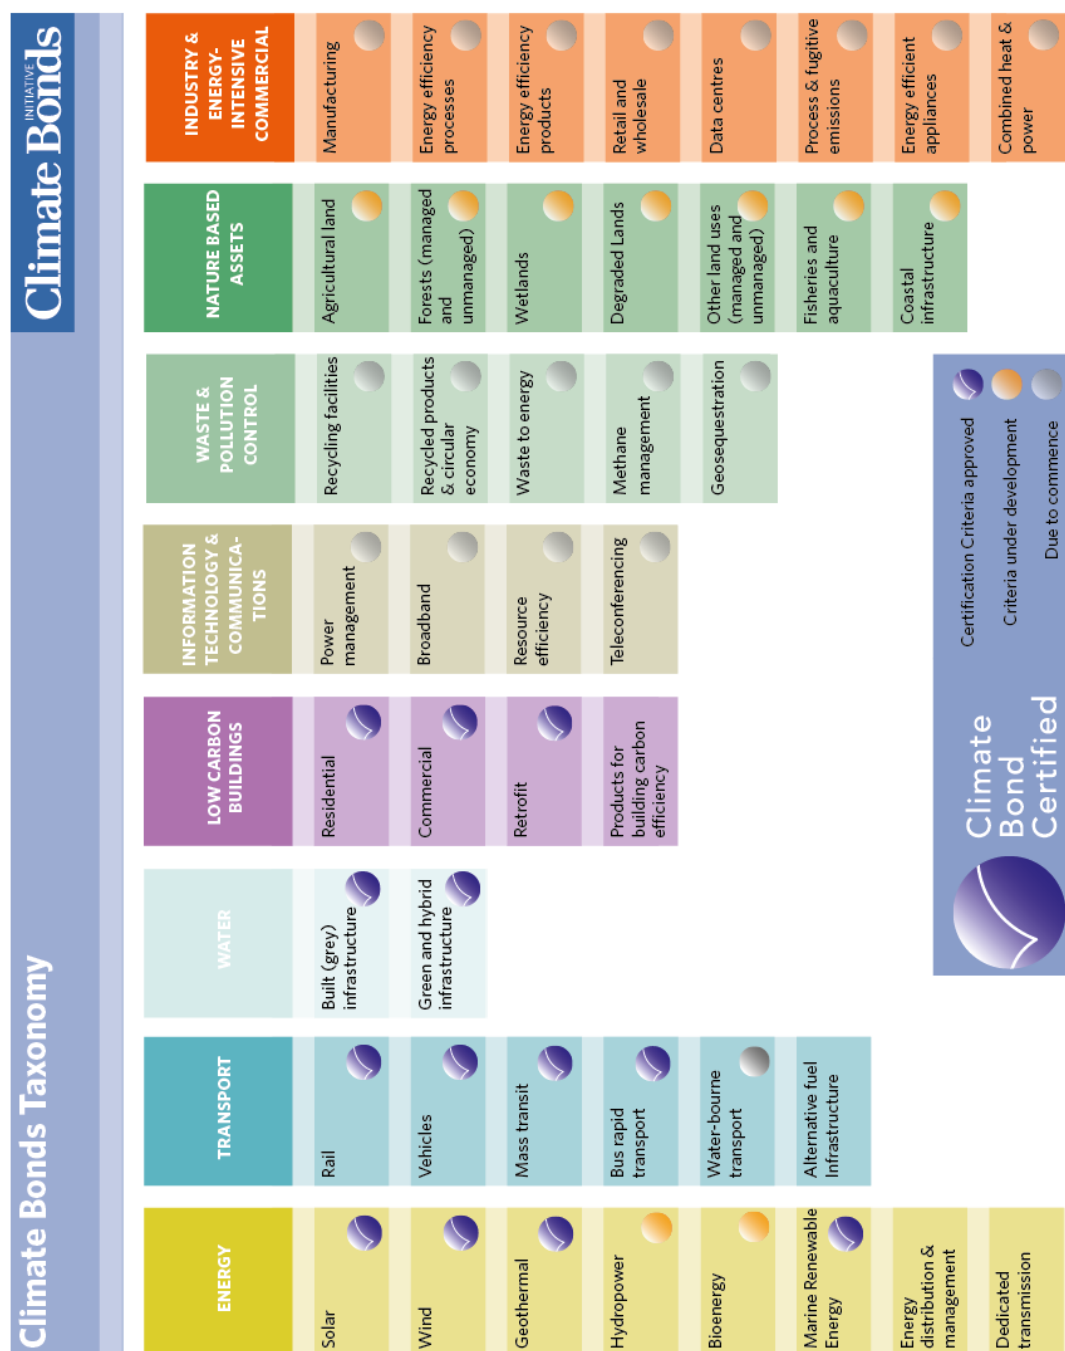 Climate Bonds Taxonomy
Climate Bonds
INITIATIVE
ENERGY
Solar
Wind
Geothermal
Hydropower
Bioenergy
Marine Renewable
Energy
Energy
distribution &
management
Dedicated
transmission
TRANSPORT
Rail
Vehicles
Mass transit
Bus rapid
transport
Water-bourne
transport
Alternative fuel
Infrastructure
WATER
Built (grey)
infrastructure
Green and hybrid
infrastructure
LOW CARBON
BUILDINGS
Residential
Commercial
Retrofit
Products for
building carbon
efficiency
INFORMATION
TECHNOLOGY &
COMMUNICA-
TIONS
Power
management
Broadband
Resource
efficiency
Teleconferencing
WASTE &
POLLUTION
CONTROL
Recycling facilities
Recycled products
& circular
economy
Waste to energy
Methane
management
Geosequestration
NATURE BASED
ASSETS
Agricultural land
Forests (managed
and
unmanaged)
Wetlands
Degraded Lands
Other land uses
(managed and
unmanaged)
Fisheries and
aquaculture
Coastal
infrastructure
INDUSTRY &
ENERGY-
INTENSIVE
COMMERCIAL
Manufacturing
Energy efficiency
processes
Energy efficiency
products
Retail and
wholesale
Data centres
Process & fugitive
emissions
Energy efficient
appliances
Combined heat &
power
Climate
Bond
Certified
Certification Criteria approved
Criteria under development
Due to commence